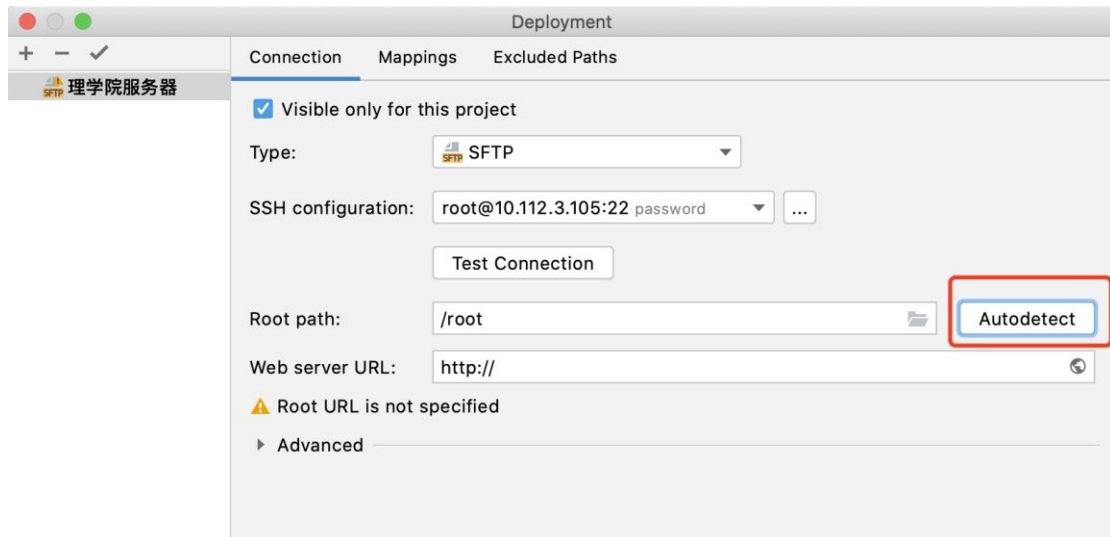 Deployment
+ − ✓
Connection Mappings Excluded Paths
SFTP 理学院服务器
Visible only for this project
Type: SFTP SFTP
SSH configuration: root@10.112.3.105:22 password ...
Test Connection
Root path: /root Autodetect
Web server URL: http://
Root URL is not specified
Advanced